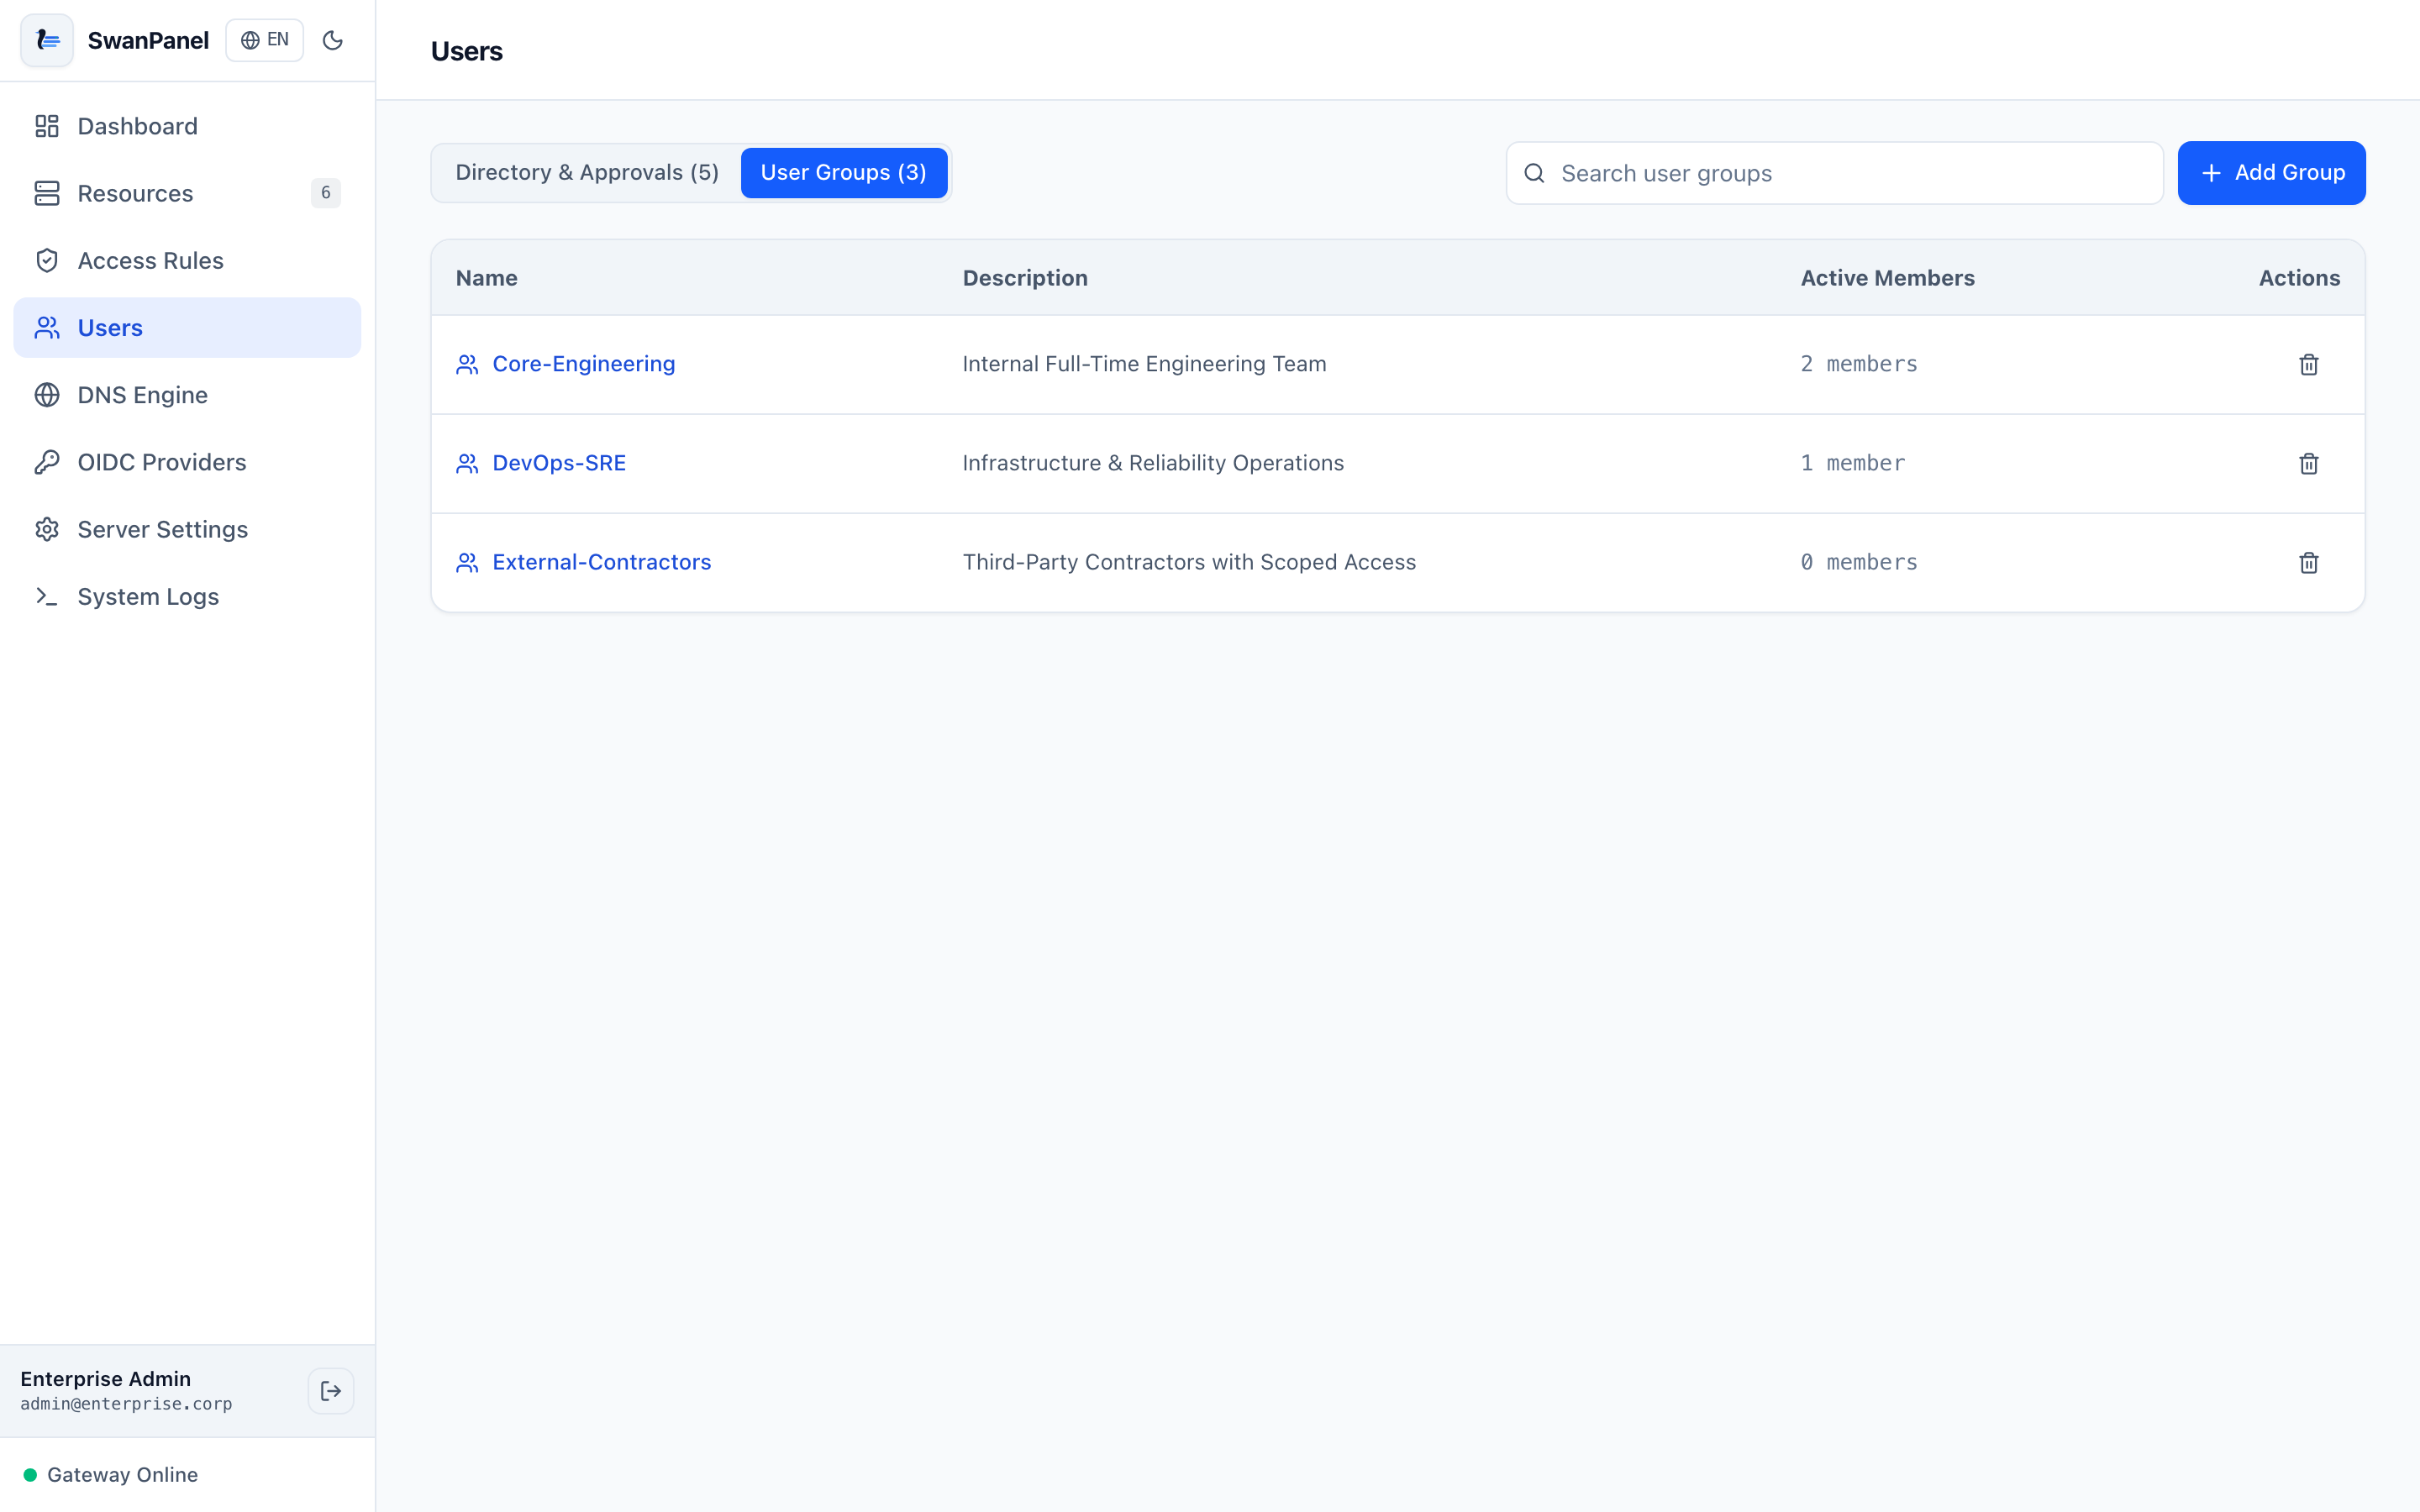 SwanPanel
EN
Dashboard
Resources
6
Access Rules
Users
DNS Engine
OIDC Providers
Server Settings
System Logs
Enterprise Admin
admin@enterprise.corp
Gateway Online
Users
Directory & Approvals (5)
User Groups (3)
Search user groups
Add Group
Name Description Active Members Actions
Core-Engineering Internal Full-Time Engineering Team 2 members
DevOps-SRE Infrastructure & Reliability Operations 1 member
External-Contractors Third-Party Contractors with Scoped Access 0 members